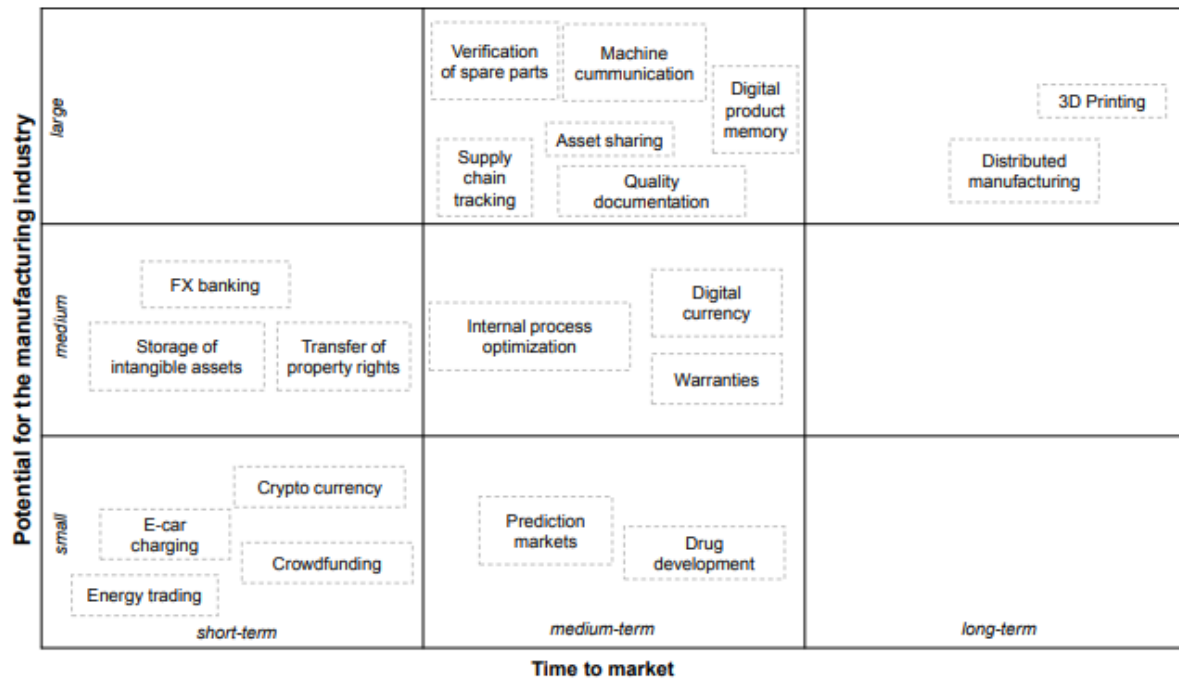 Potential for the manufacturing industry
large
Verification
of spare parts
Machine
cummunication
Digital
product
memory
Asset sharing
Supply
chain
tracking
Quality
documentation
3D Printing
Distributed
manufacturing
medium
FX banking
Storage of
intangible assets
Transfer of
property rights
Internal process
optimization
Digital
currency
Warranties
small
Crypto currency
E-car
charging
Crowdfunding
Energy trading
Prediction
markets
Drug
development
short-term
medium-term
long-term
Time to market